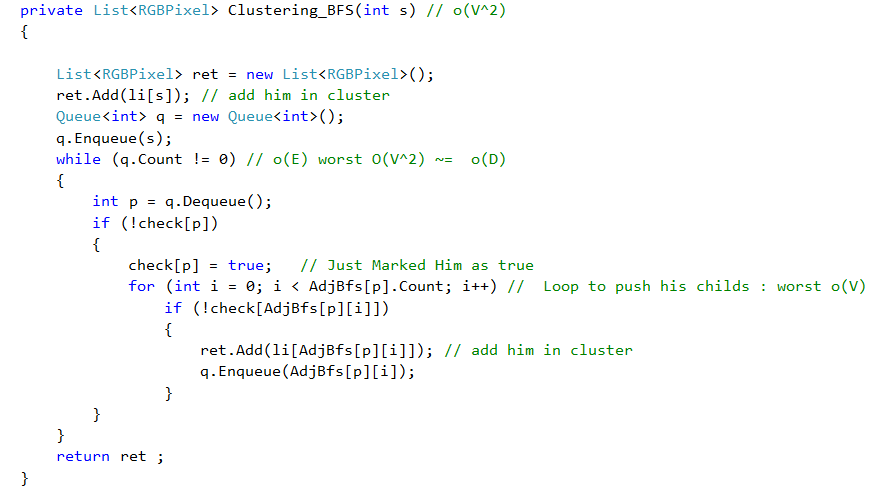 private List<RGBPixel> Clustering_BFS(int s) // o(V^2)
{
List<RGBPixel> ret = new List<RGBPixel>();
ret.Add(li[s]); // add him in cluster
Queue<int> q = new Queue<int>();
q.Enqueue(s);
while (q.Count != 0) // o(E) worst O(V^2) ~=  o(D)
{
int p = q.Dequeue();
if (!check[p])
{
check[p] = true;   // Just Marked Him as true
for (int i = 0; i < AdjBfs[p].Count; i++) //  Loop to push his childs : worst o(V)
if (!check[AdjBfs[p][i]])
{
ret.Add(li[AdjBfs[p][i]]); // add him in cluster
q.Enqueue(AdjBfs[p][i]);
}
}
}
return ret ;
}